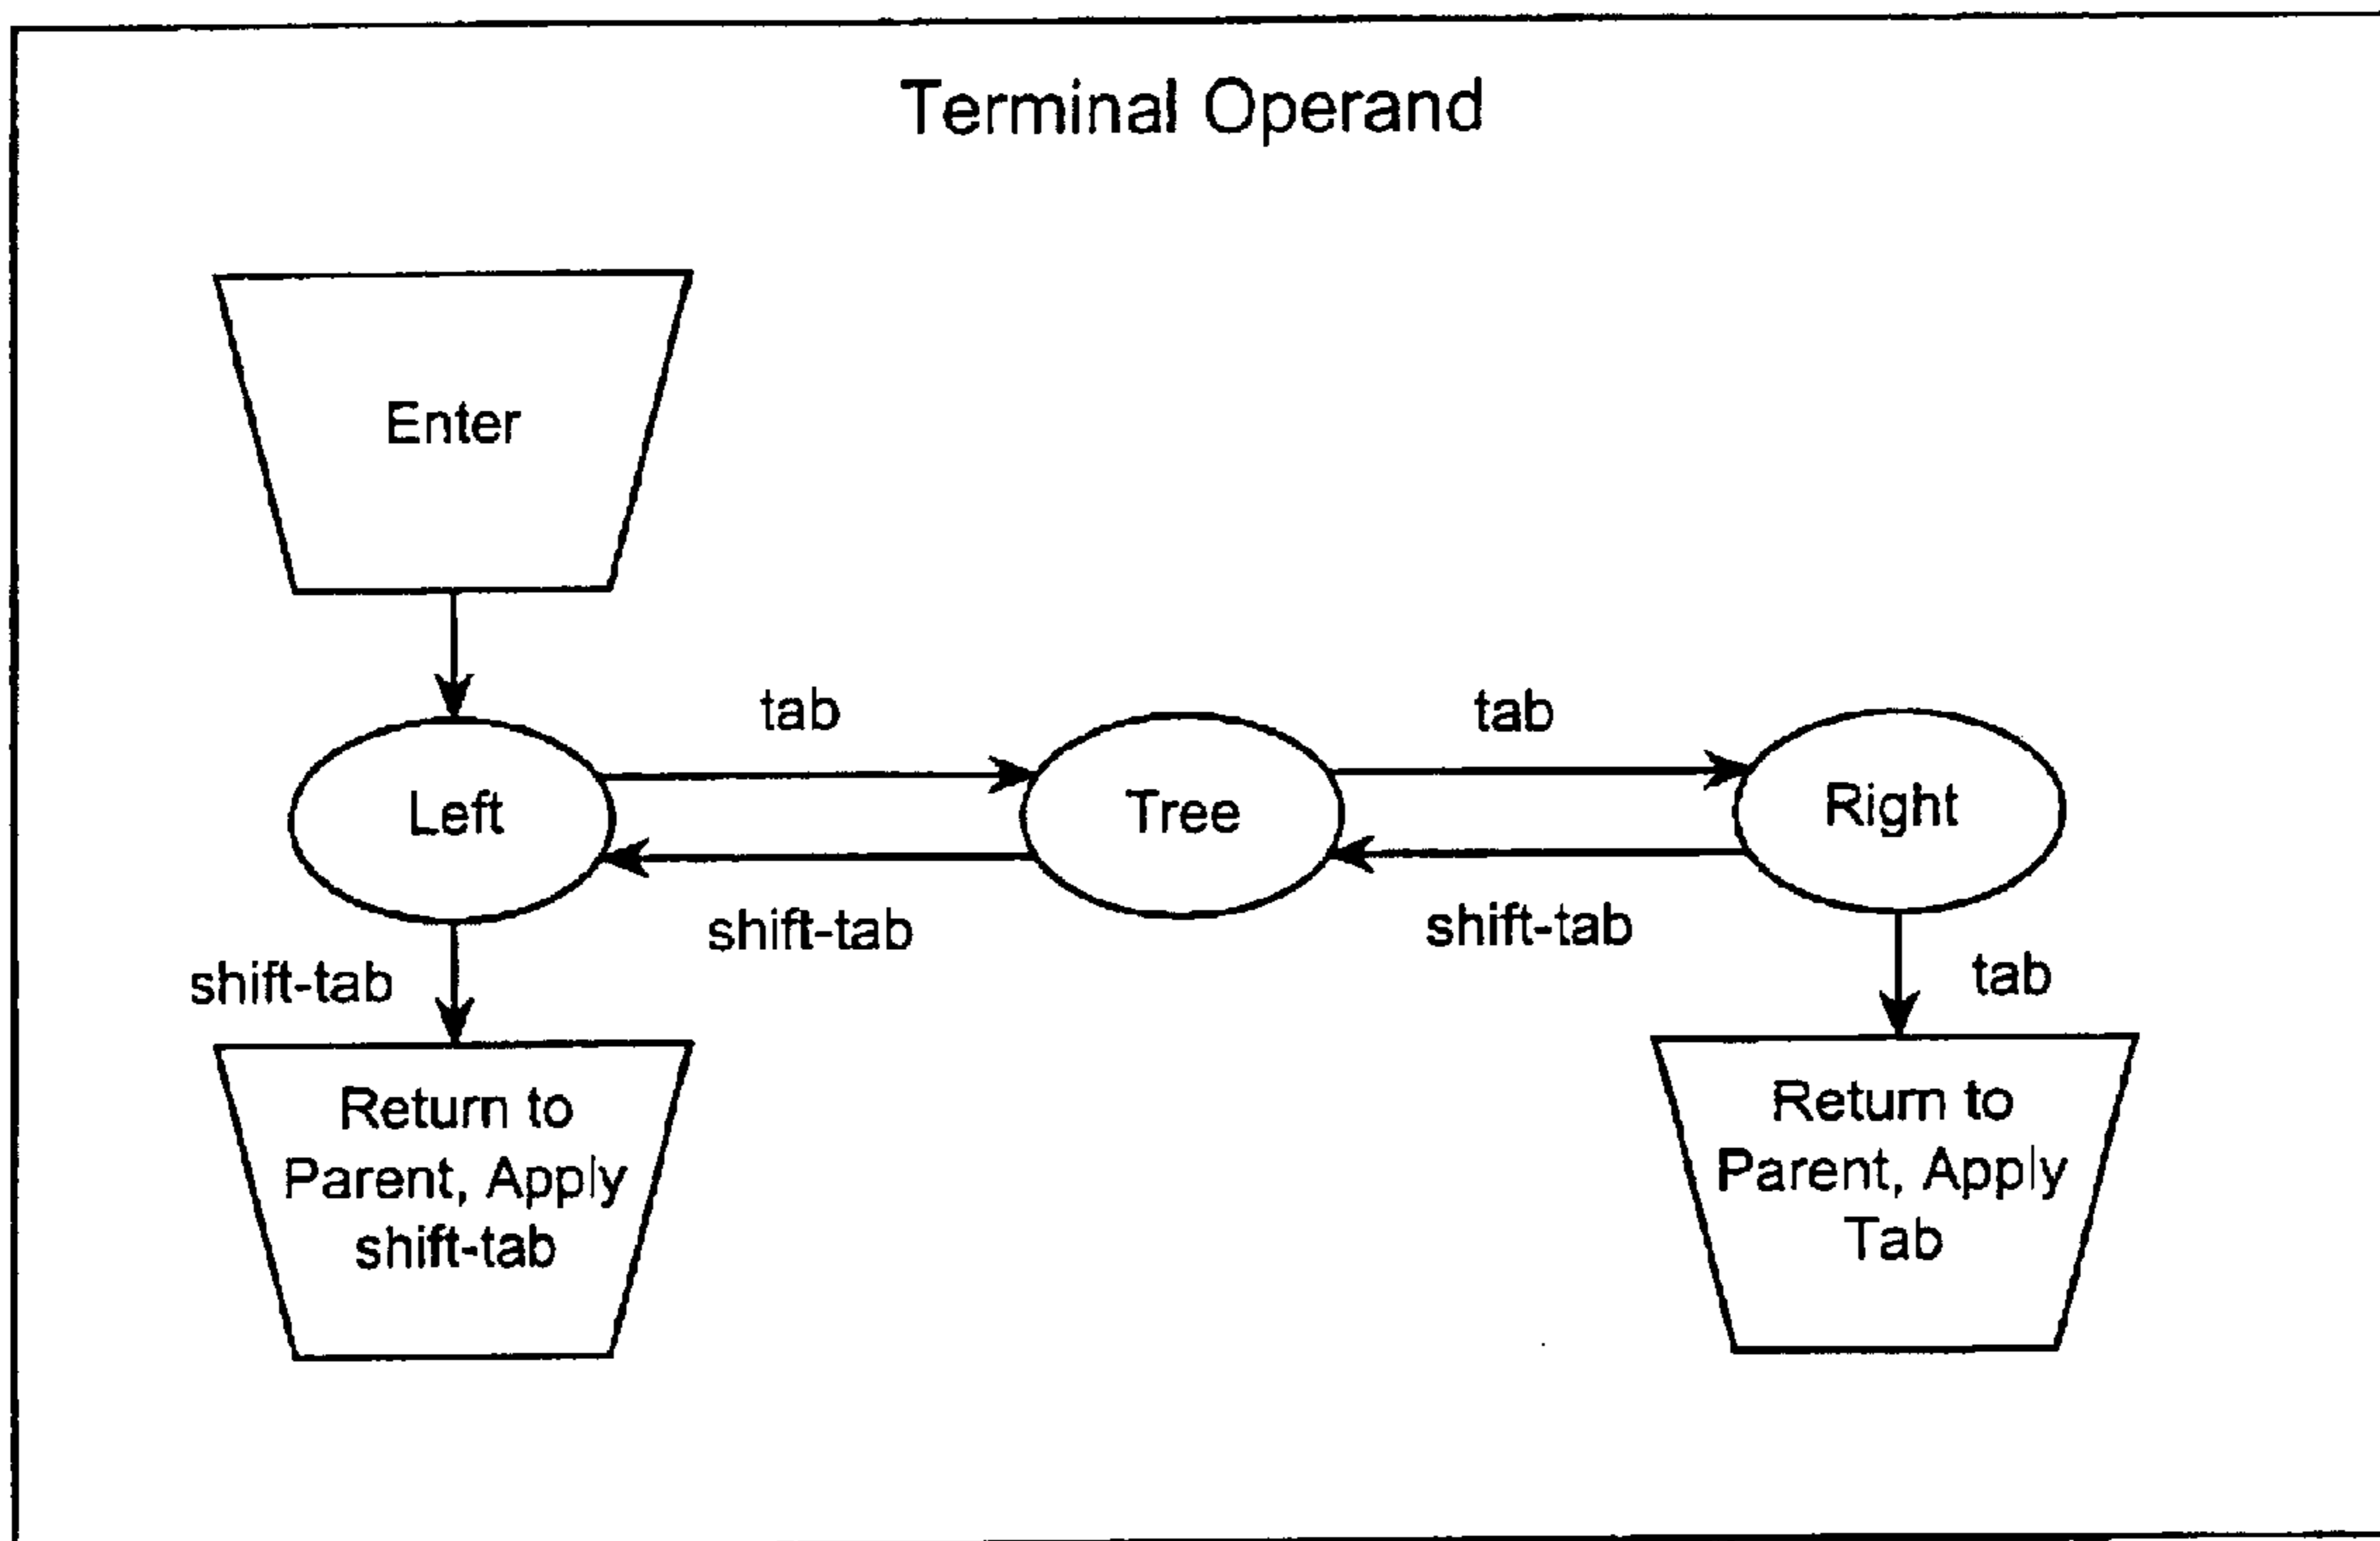 Terminal Operand
Enter
tab
tab
Left
Tree
Right
shift-tab
shift-tab
shift-tab
tab
Return to
Parent, Apply
shift-tab
Return to
Parent, Apply
Tab